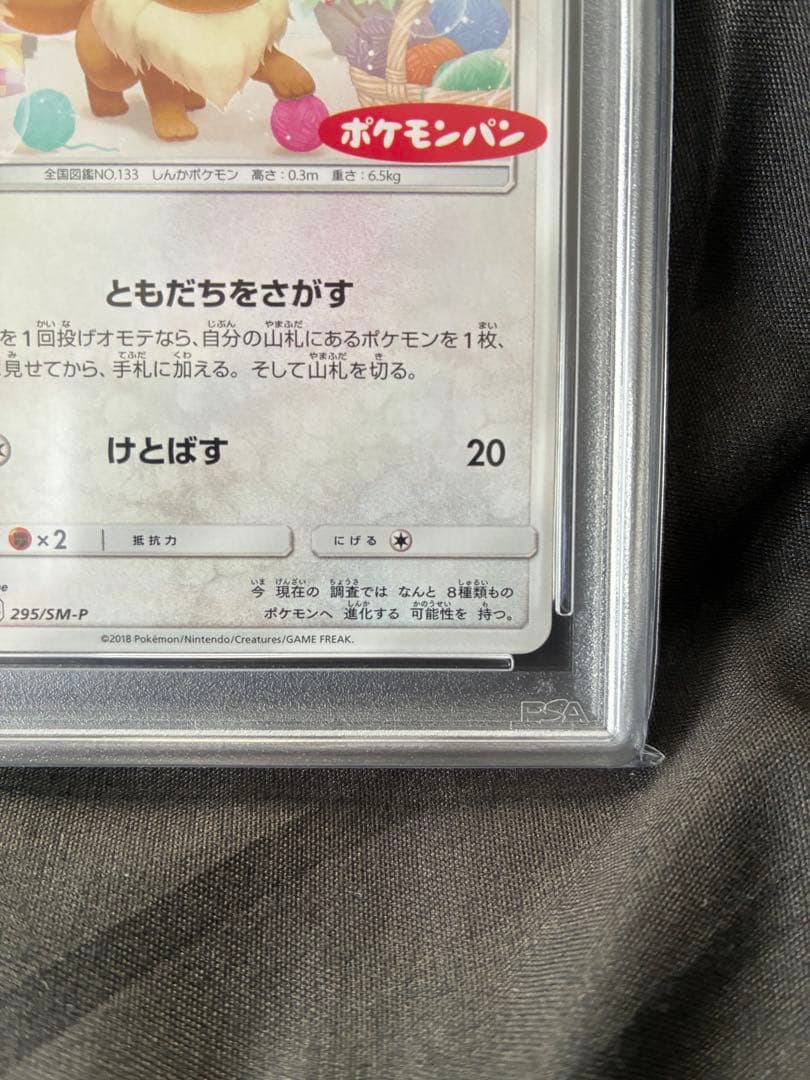 ポケモンパン
全国図鑑NO.133 しんかポケモン 高さ:0.3m 重さ:6.5kg
ともだちをさがす
を1回投げオモテなら、自分の山札にあるポケモンを1枚、
見せてから、手札に加える。そして山札を切る。
けとばす 20
×2 抵抗力 にげる
今 現在の 調査では なんと 8種類もの
295/SM-P ポケモンへ 進化する 可能性を 持つ。
©2018 Pokémon/Nintendo/Creatures/GAME FREAK.
PSA